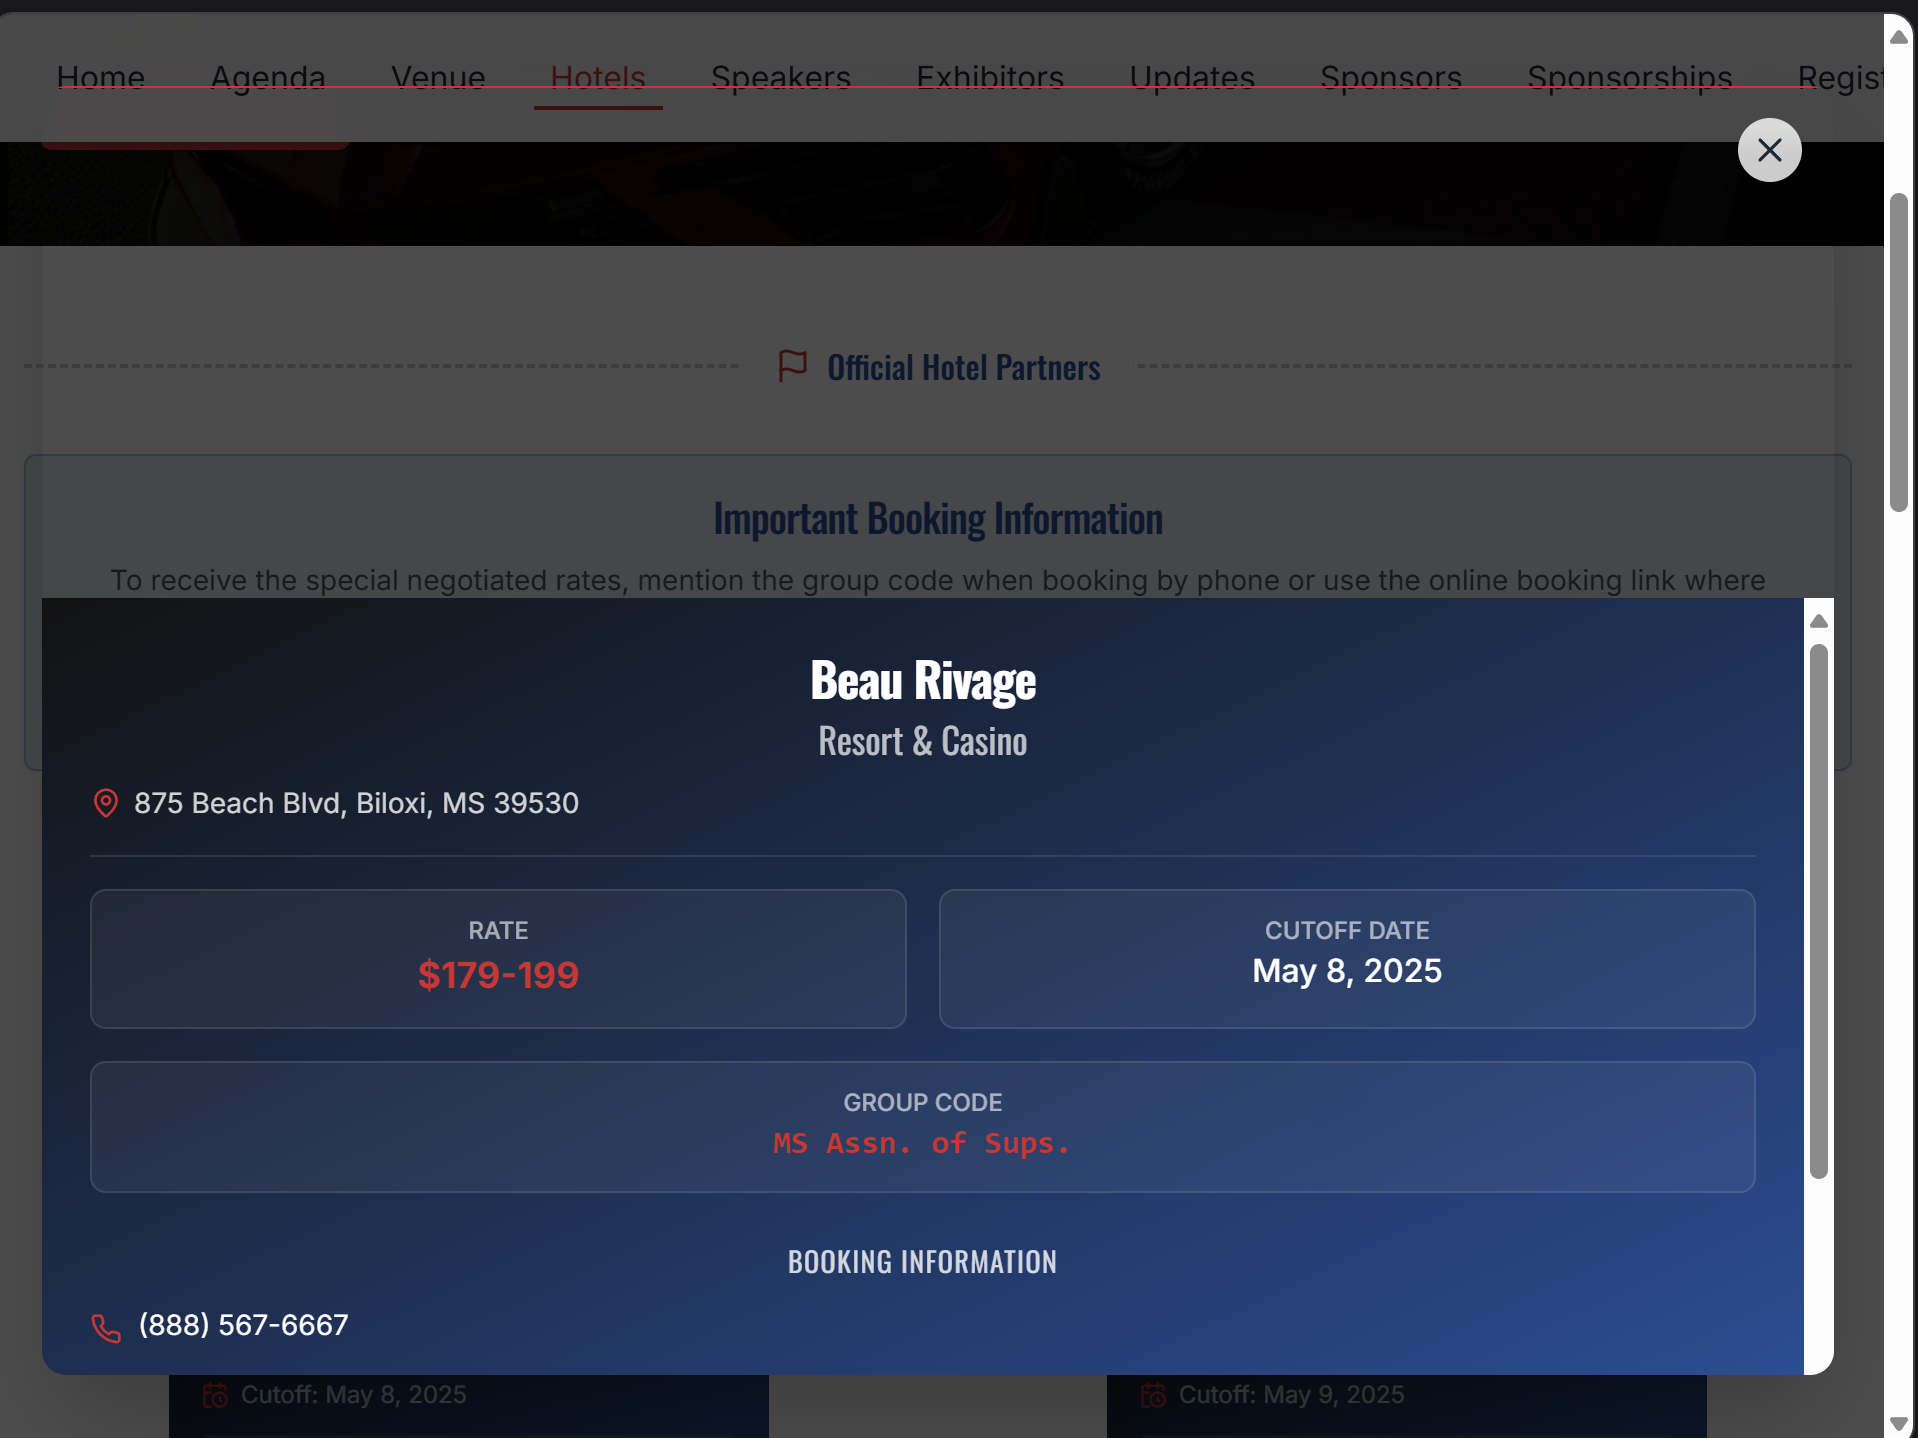 Home Agenda Venue Hotels Speakers Exhibitors Updates Sponsors Sponsorships Regist
Official Hotel Partners
Important Booking Information
To receive the special negotiated rates, mention the group code when booking by phone or use the online booking link where
Beau Rivage
Resort & Casino
875 Beach Blvd, Biloxi, MS 39530
RATE
$179-199
CUTOFF DATE
May 8, 2025
GROUP CODE
MS Assn. of Sups.
BOOKING INFORMATION
(888) 567-6667
Cutoff: May 8, 2025
Cutoff: May 9, 2025